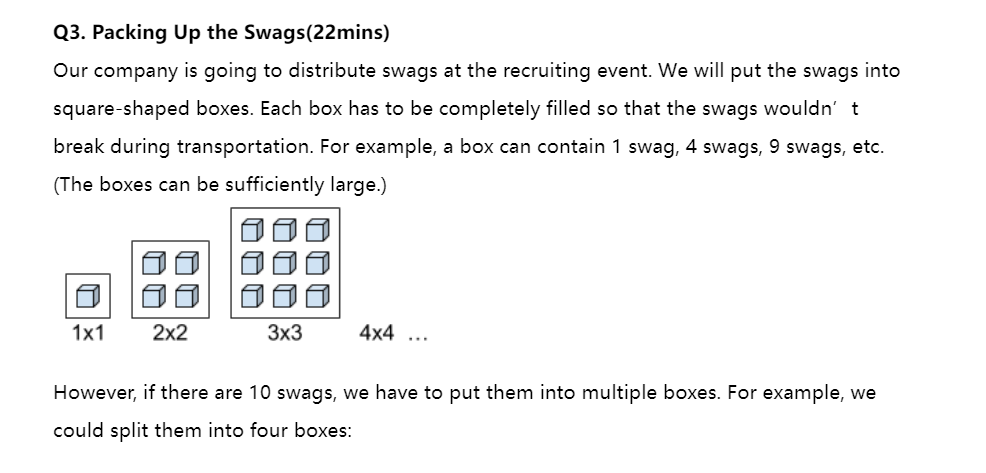 Q3. Packing Up the Swags(22mins)
Our company is going to distribute swags at the recruiting event. We will put the swags into
square-shaped boxes. Each box has to be completely filled so that the swags wouldn’ t
break during transportation. For example, a box can contain 1 swag, 4 swags, 9 swags, etc.
(The boxes can be sufficiently large.)
1x1 2x2 3x3 4x4 ...
However, if there are 10 swags, we have to put them into multiple boxes. For example, we
could split them into four boxes: